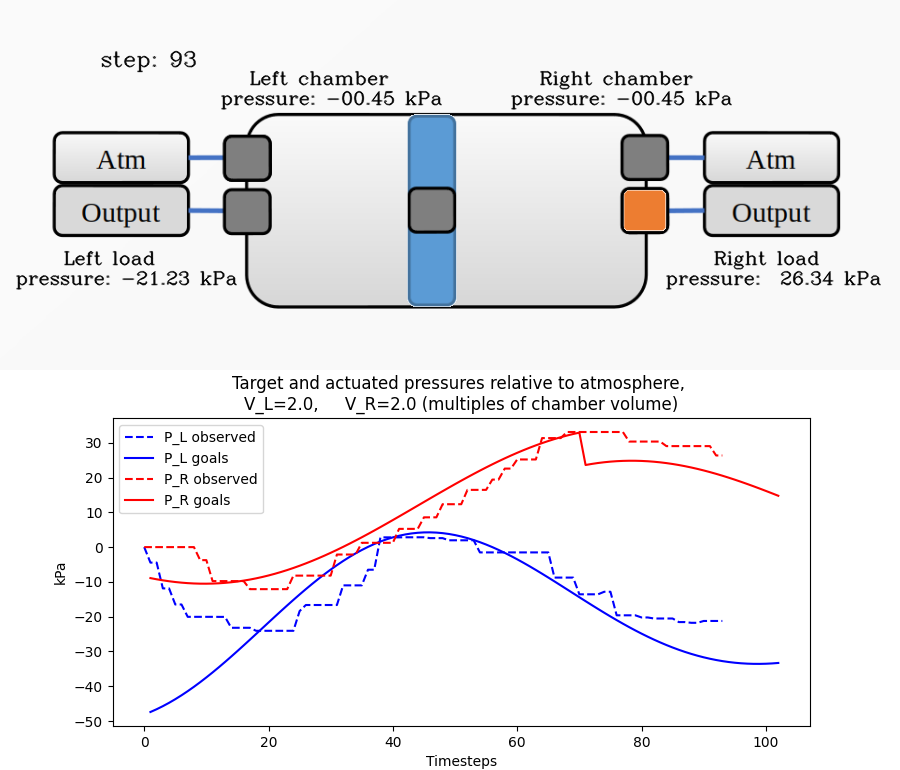 step: 93
Left chamber
pressure: −00.45 kPa
Right chamber
pressure: −00.45 kPa
Atm
Output
Atm
Output
Left load
pressure: −21.23 kPa
Right load
pressure:  26.34 kPa
Target and actuated pressures relative to atmosphere,
V_L=2.0,     V_R=2.0 (multiples of chamber volume)
P_L observed
P_L goals
P_R observed
P_R goals
kPa
30
20
10
0
−10
−20
−30
−40
−50
0 20 40 60 80 100
Timesteps